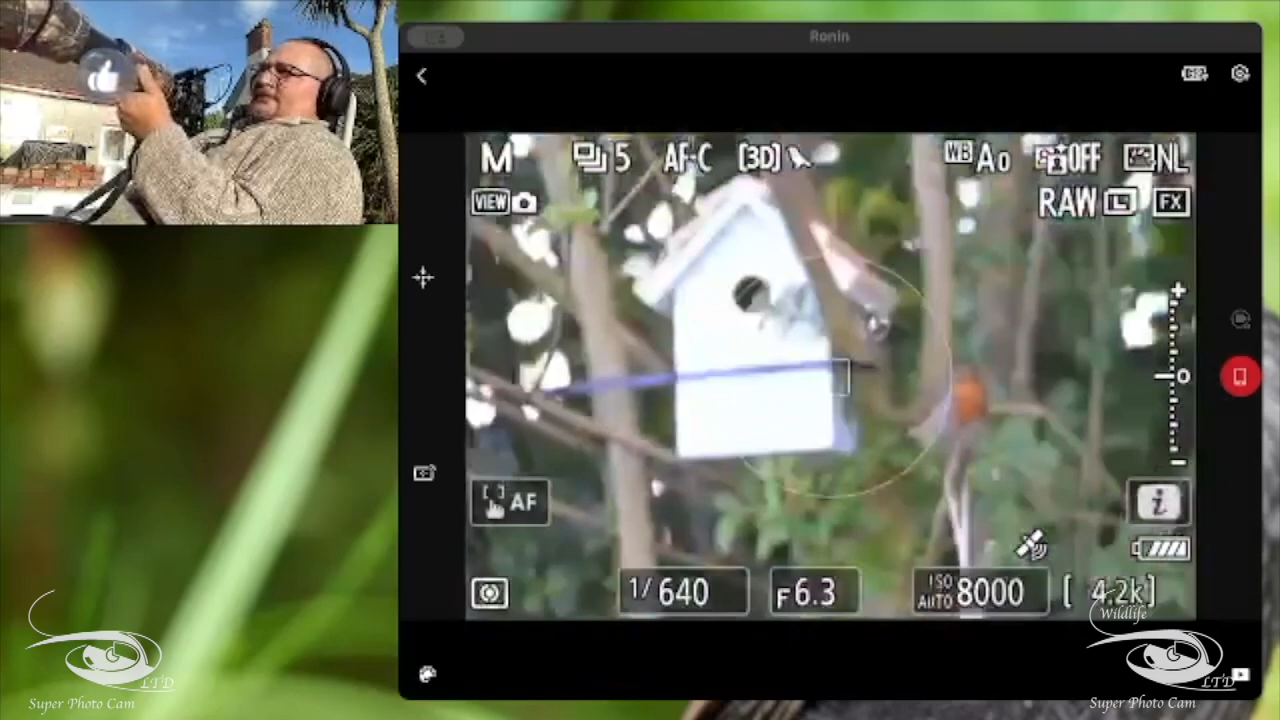 Ronin
M 5 AF-C [3D] WB A0 OFF NL
VIEW RAW L FX
+
0
-
AF
i
1/640 F6.3 ISO AUTO 8000 [ 4.2k]
Wildlife
LTD
Super Photo Cam
LTD
Super Photo Cam